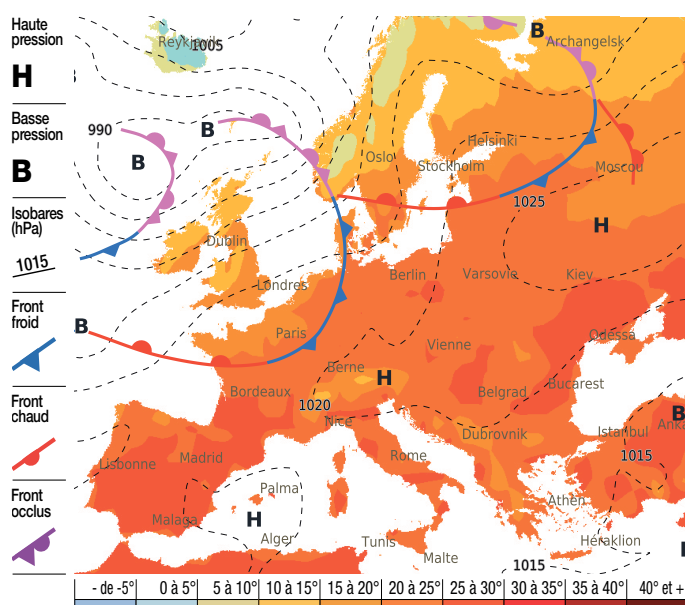 Haute
pression
H
Basse
pression
B
Isobares
(hPa)
1015
Front
froid
Front
chaud
Front
occlus
B
Archangelsk
Reykjavik
1005
990
B
B
Helsinki
Oslo
Stockholm
Moscou
1025
H
Dublin
Berlin
Varsovie
Kiev
Londres
B
Paris
Odessa
Vienne
Berne
H
Bucarest
Bordeaux
Belgrad
1020
B
Nice
Istanbul
Anka
Dubrovnik
Lisbonne
Madrid
Rome
1015
Palma
Athen
Malaga
H
Alger
Tunis
Héraklion
Malte
1015
- de -5° 0 à 5° 5 à 10° 10 à 15° 15 à 20° 20 à 25° 25 à 30° 30 à 35° 35 à 40° 40° et +